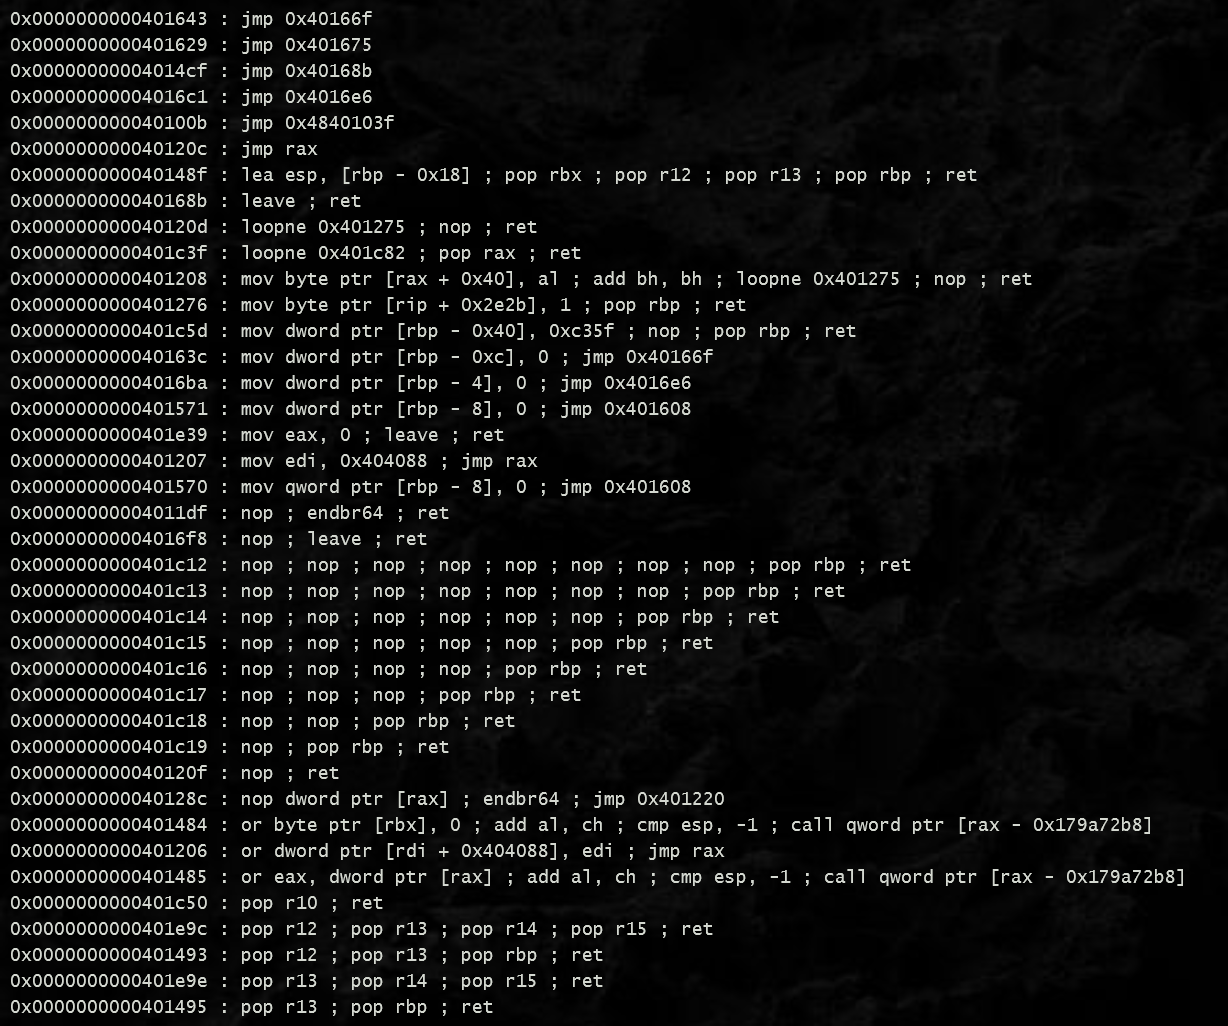 0x0000000000401643 : jmp 0x40166f
0x0000000000401629 : jmp 0x401675
0x00000000004014cf : jmp 0x40168b
0x00000000004016c1 : jmp 0x4016e6
0x000000000040100b : jmp 0x4840103f
0x000000000040120c : jmp rax
0x000000000040148f : lea esp, [rbp - 0x18] ; pop rbx ; pop r12 ; pop r13 ; pop rbp ; ret
0x000000000040168b : leave ; ret
0x000000000040120d : loopne 0x401275 ; nop ; ret
0x0000000000401c3f : loopne 0x401c82 ; pop rax ; ret
0x0000000000401208 : mov byte ptr [rax + 0x40], al ; add bh, bh ; loopne 0x401275 ; nop ; ret
0x0000000000401276 : mov byte ptr [rip + 0x2e2b], 1 ; pop rbp ; ret
0x0000000000401c5d : mov dword ptr [rbp - 0x40], 0xc35f ; nop ; pop rbp ; ret
0x000000000040163c : mov dword ptr [rbp - 0xc], 0 ; jmp 0x40166f
0x00000000004016ba : mov dword ptr [rbp - 4], 0 ; jmp 0x4016e6
0x0000000000401571 : mov dword ptr [rbp - 8], 0 ; jmp 0x401608
0x0000000000401e39 : mov eax, 0 ; leave ; ret
0x0000000000401207 : mov edi, 0x404088 ; jmp rax
0x0000000000401570 : mov qword ptr [rbp - 8], 0 ; jmp 0x401608
0x00000000004011df : nop ; endbr64 ; ret
0x00000000004016f8 : nop ; leave ; ret
0x0000000000401c12 : nop ; nop ; nop ; nop ; nop ; nop ; nop ; nop ; pop rbp ; ret
0x0000000000401c13 : nop ; nop ; nop ; nop ; nop ; nop ; nop ; pop rbp ; ret
0x0000000000401c14 : nop ; nop ; nop ; nop ; nop ; nop ; pop rbp ; ret
0x0000000000401c15 : nop ; nop ; nop ; nop ; nop ; pop rbp ; ret
0x0000000000401c16 : nop ; nop ; nop ; nop ; pop rbp ; ret
0x0000000000401c17 : nop ; nop ; nop ; pop rbp ; ret
0x0000000000401c18 : nop ; nop ; pop rbp ; ret
0x0000000000401c19 : nop ; pop rbp ; ret
0x000000000040120f : nop ; ret
0x000000000040128c : nop dword ptr [rax] ; endbr64 ; jmp 0x401220
0x0000000000401484 : or byte ptr [rbx], 0 ; add al, ch ; cmp esp, -1 ; call qword ptr [rax - 0x179a72b8]
0x0000000000401206 : or dword ptr [rdi + 0x404088], edi ; jmp rax
0x0000000000401485 : or eax, dword ptr [rax] ; add al, ch ; cmp esp, -1 ; call qword ptr [rax - 0x179a72b8]
0x0000000000401c50 : pop r10 ; ret
0x0000000000401e9c : pop r12 ; pop r13 ; pop r14 ; pop r15 ; ret
0x0000000000401493 : pop r12 ; pop r13 ; pop rbp ; ret
0x0000000000401e9e : pop r13 ; pop r14 ; pop r15 ; ret
0x0000000000401495 : pop r13 ; pop rbp ; ret